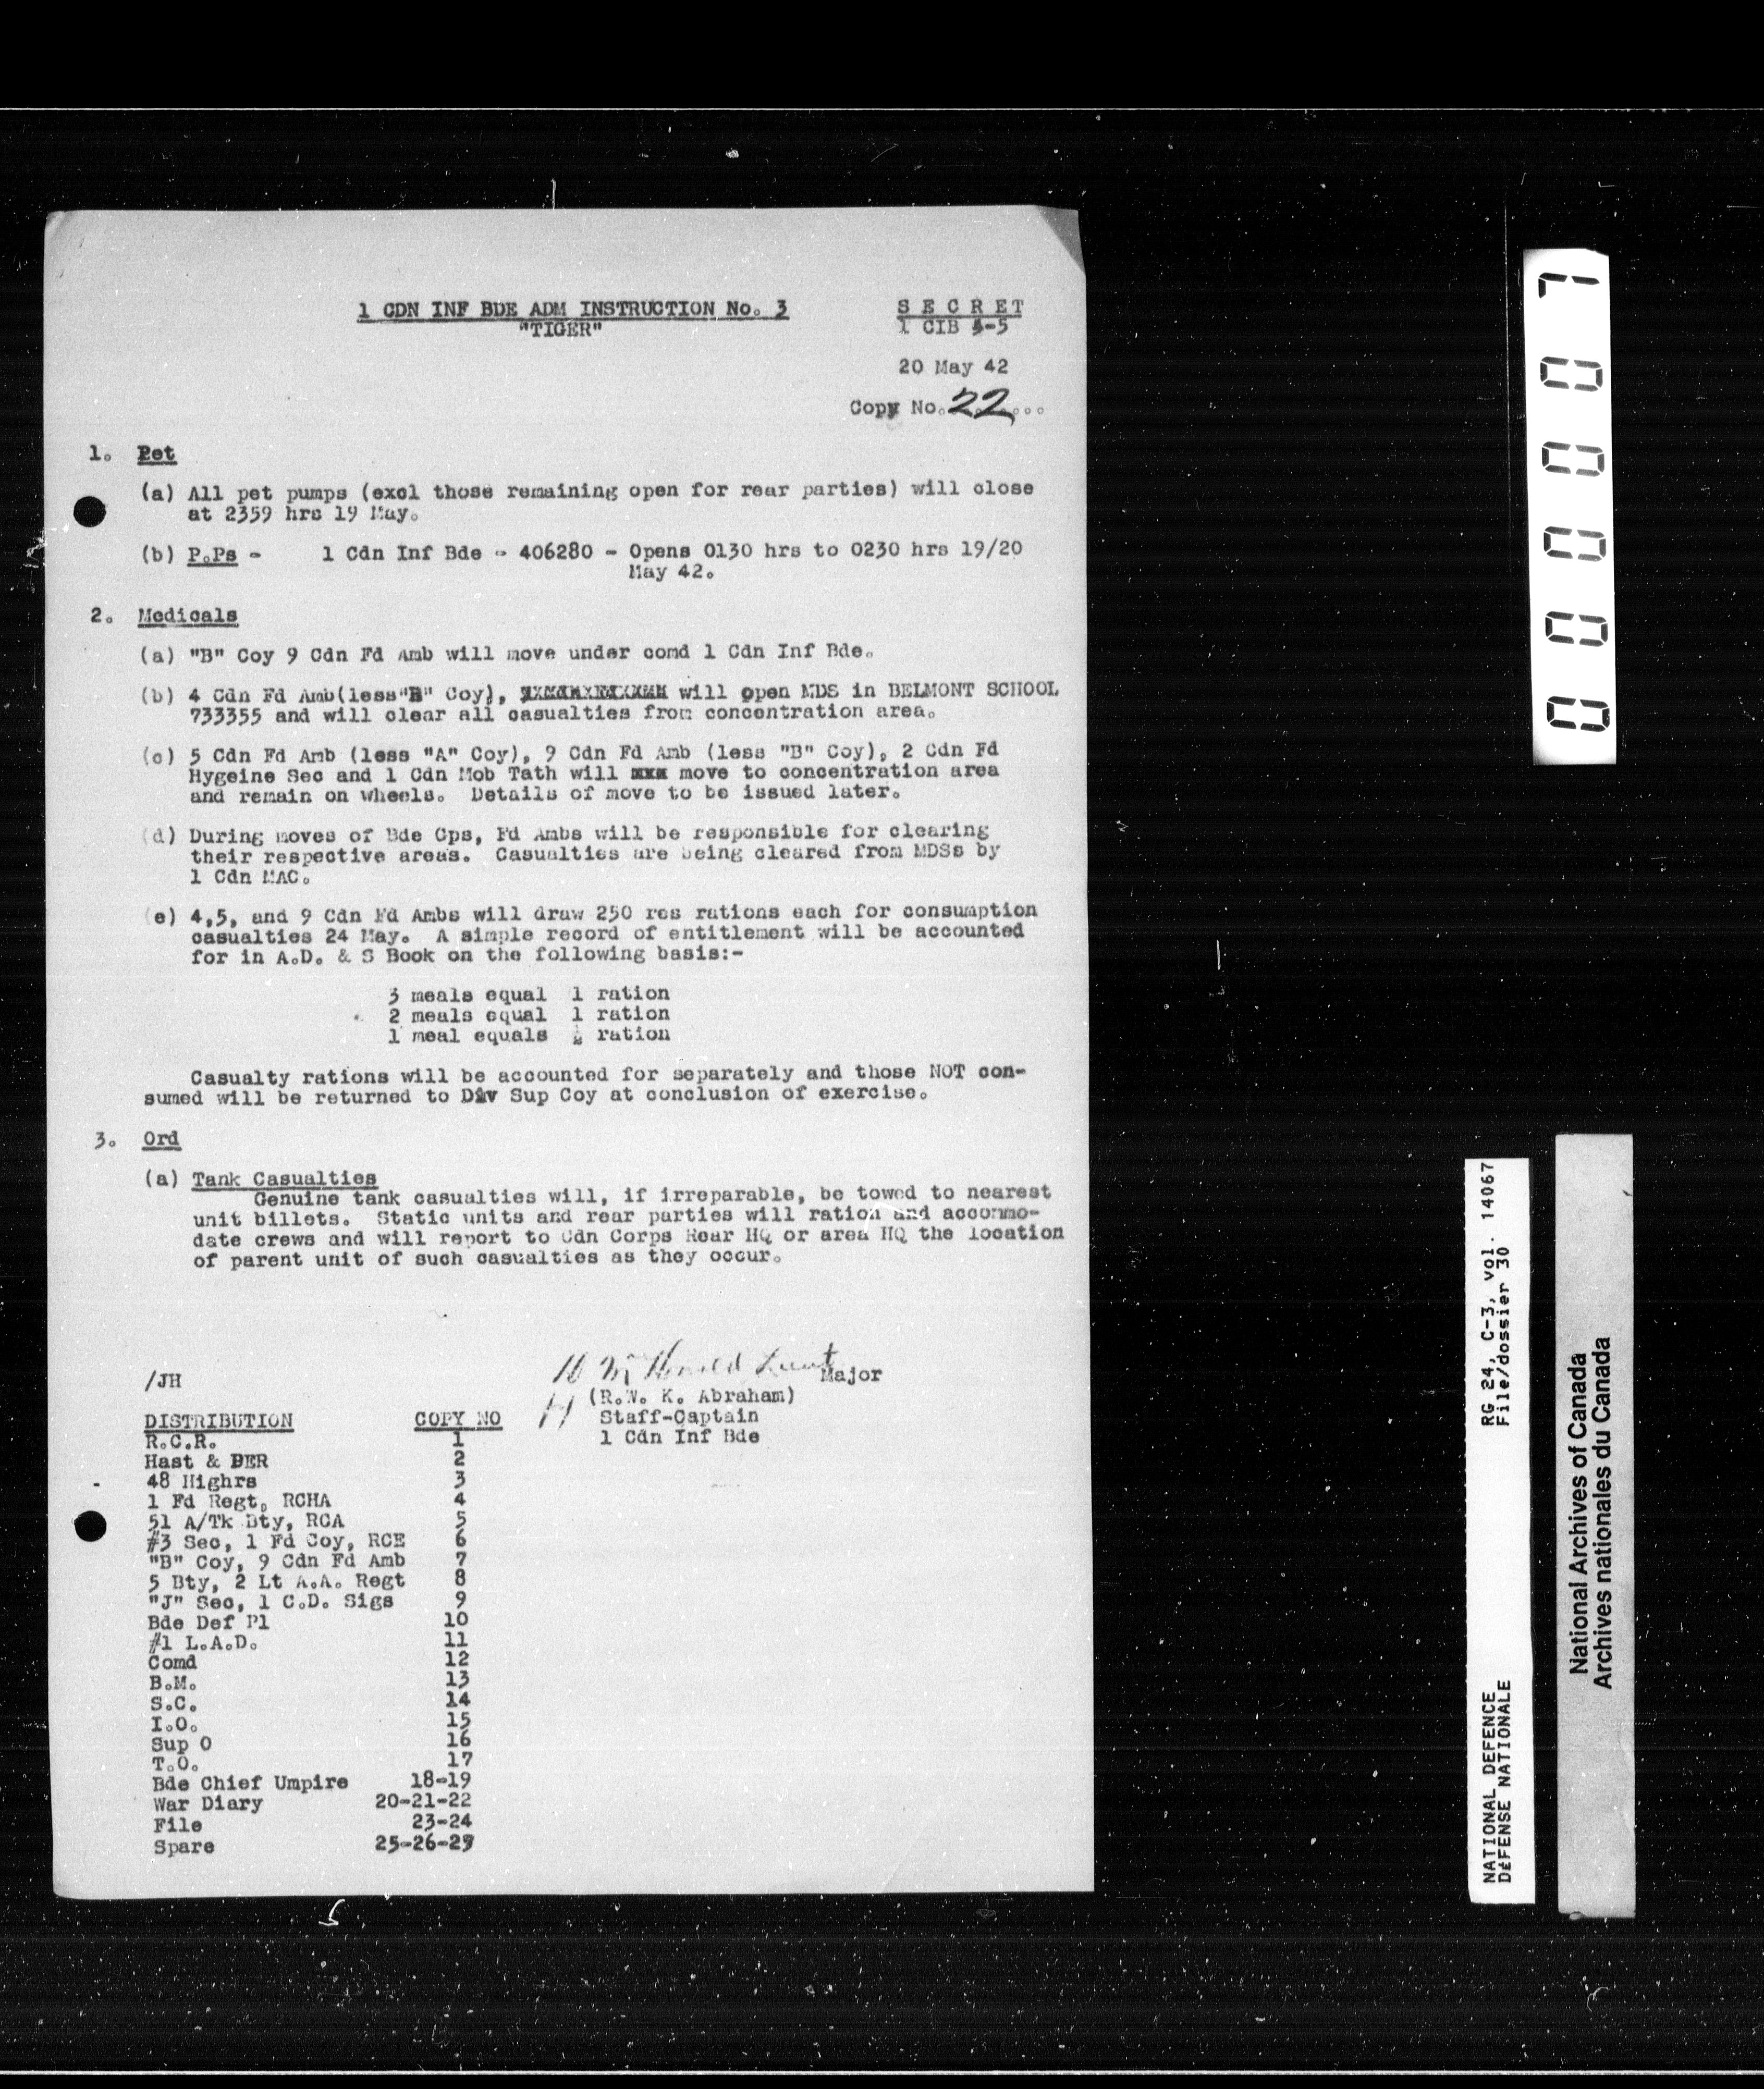 1 CDN INF BDE ADM INSTRUCTION No. 3
"TIGER"
S E C R E T
1 CIB 4-5
20 May 42
Copy No. 22
1. Pet
(a) All pet pumps (excl those remaining open for rear parties) will close
at 2359 hrs 19 May.
(b) P.Ps - 1 Cdn Inf Bde - 406280 - Opens 0130 hrs to 0230 hrs 19/20
May 42.
2. Medicals
(a) "B" Coy 9 Cdn Fd Amb will move under comd 1 Cdn Inf Bde.
(b) 4 Cdn Fd Amb(less"B" Coy), will open MDS in BELMONT SCHOOL
733355 and will clear all casualties from concentration area.
(c) 5 Cdn Fd Amb (less "A" Coy), 9 Cdn Fd Amb (less "B" Coy), 2 Cdn Fd
Hygeine Sec and 1 Cdn Mob Tath will xxx move to concentration area
and remain on wheels. Details of move to be issued later.
(d) During moves of Bde Gps, Fd Ambs will be responsible for clearing
their respective areas. Casualties are being cleared from MDSs by
1 Cdn MAC.
(e) 4,5, and 9 Cdn Fd Ambs will draw 250 res rations each for consumption
casualties 24 May. A simple record of entitlement will be accounted
for in A.D. & S Book on the following basis:-
3 meals equal 1 ration
2 meals equal 1 ration
1 meal equals ½ ration
Casualty rations will be accounted for separately and those NOT con-
sumed will be returned to Div Sup Coy at conclusion of exercise.
3. Ord
(a) Tank Casualties
Genuine tank casualties will, if irreparable, be towed to nearest
unit billets. Static units and rear parties will ration and accommo-
date crews and will report to Cdn Corps Rear HQ or area HQ the location
of parent unit of such casualties as they occur.
/JH
Major
(R.W. K. Abraham)
Staff-Captain
1 Cdn Inf Bde
DISTRIBUTION COPY NO
R.C.R. 1
Hast & PER 2
48 Highrs 3
1 Fd Regt, RCHA 4
51 A/Tk Bty, RCA 5
#3 Sec, 1 Fd Coy, RCE 6
"B" Coy, 9 Cdn Fd Amb 7
5 Bty, 2 Lt A.A. Regt 8
"J" Sec, 1 C.D. Sigs 9
Bde Def Pl 10
#1 L.A.D. 11
Comd 12
B.M. 13
S.C. 14
I.O. 15
Sup O 16
T.O. 17
Bde Chief Umpire 18-19
War Diary 20-21-22
File 23-24
Spare 25-26-27
00007
RG 24, C-3, vol. 14067
File/dossier 30
NATIONAL DEFENCE
DÉFENSE NATIONALE
National Archives of Canada
Archives nationales du Canada